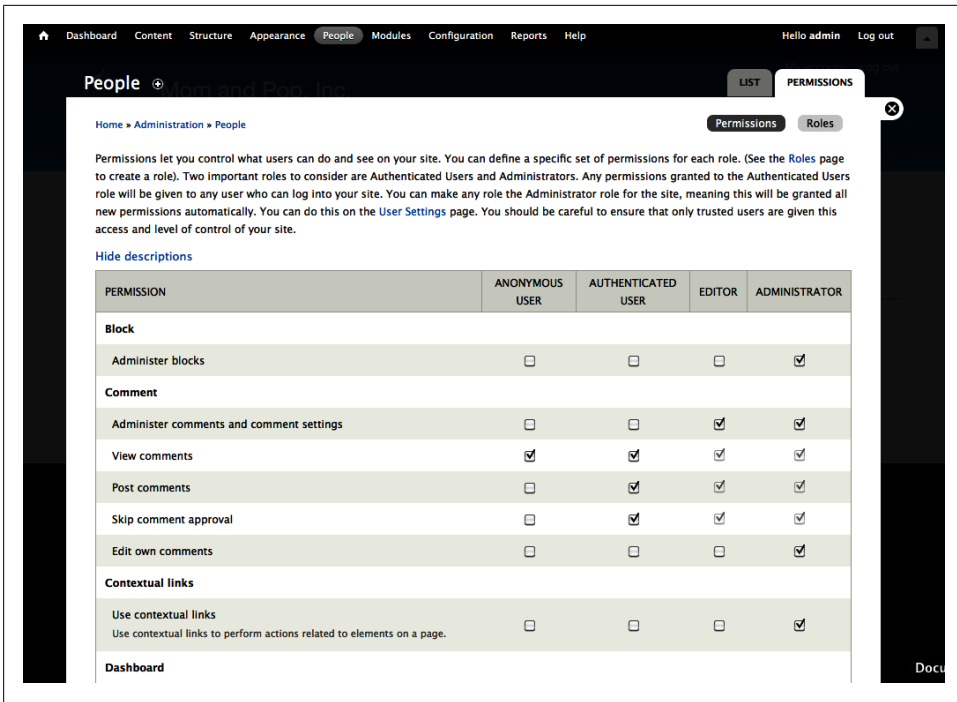 Dashboard Content Structure Appearance People Modules Configuration Reports Help Hello admin Log out
People LIST PERMISSIONS
Mom and Pop, Inc.
Home » Administration » People Permissions Roles
Permissions let you control what users can do and see on your site. You can define a specific set of permissions for each role. (See the Roles page
to create a role). Two important roles to consider are Authenticated Users and Administrators. Any permissions granted to the Authenticated Users
role will be given to any user who can log into your site. You can make any role the Administrator role for the site, meaning this will be granted all
new permissions automatically. You can do this on the User Settings page. You should be careful to ensure that only trusted users are given this
access and level of control of your site.
Hide descriptions
PERMISSION ANONYMOUS USER AUTHENTICATED USER EDITOR ADMINISTRATOR
Block
Administer blocks
Comment
Administer comments and comment settings
View comments
Post comments
Skip comment approval
Edit own comments
Contextual links
Use contextual links
Use contextual links to perform actions related to elements on a page.
Dashboard
Docu